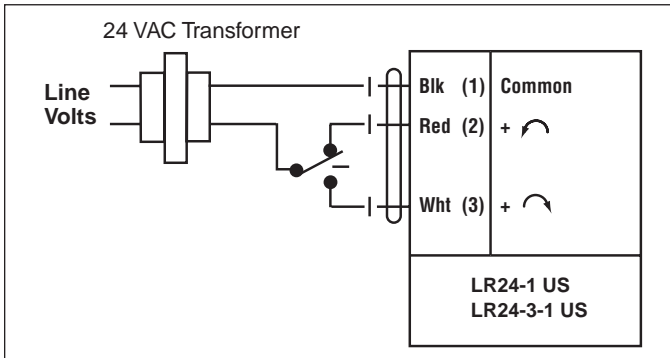 24 VAC Transformer
Line
Volts
Blk (1) Common
Red (2) +
Wht (3) +
LR24-1 US
LR24-3-1 US